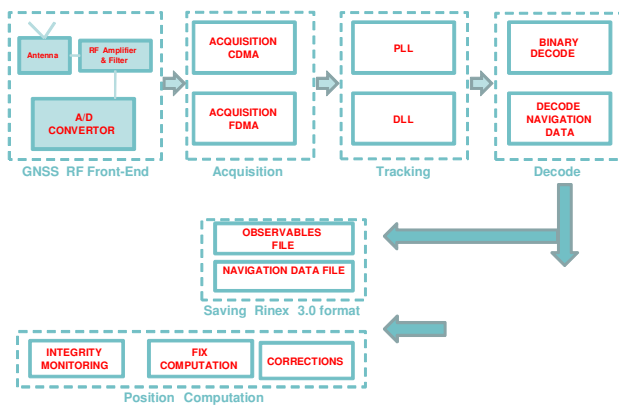 Antenna
RF Amplifier
& Filter
A/D
CONVERTOR
GNSS RF Front-End
ACQUISITION
CDMA
ACQUISITION
FDMA
Acquisition
PLL
DLL
Tracking
BINARY
DECODE
DECODE
NAVIGATION
DATA
Decode
OBSERVABLES
FILE
NAVIGATION DATA FILE
Saving Rinex 3.0 format
INTEGRITY
MONITORING
FIX
COMPUTATION
CORRECTIONS
Position Computation